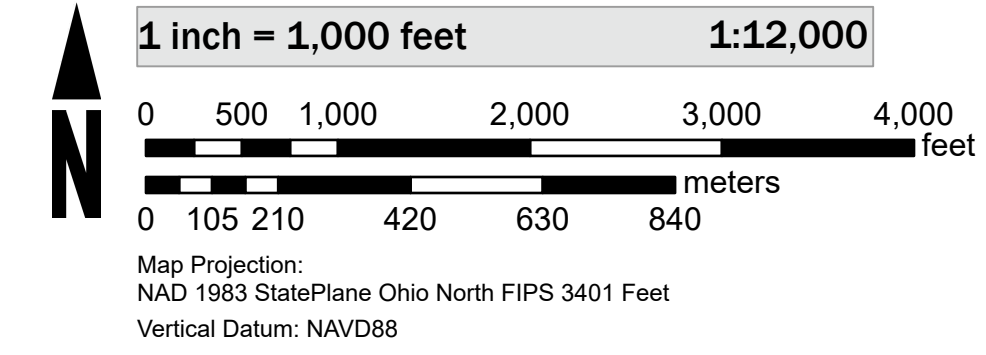 1 inch = 1,000 feet 1:12,000
0 500 1,000 2,000 3,000 4,000
feet
meters
0 105 210 420 630 840
N
Map Projection:
NAD 1983 StatePlane Ohio North FIPS 3401 Feet
Vertical Datum: NAVD88